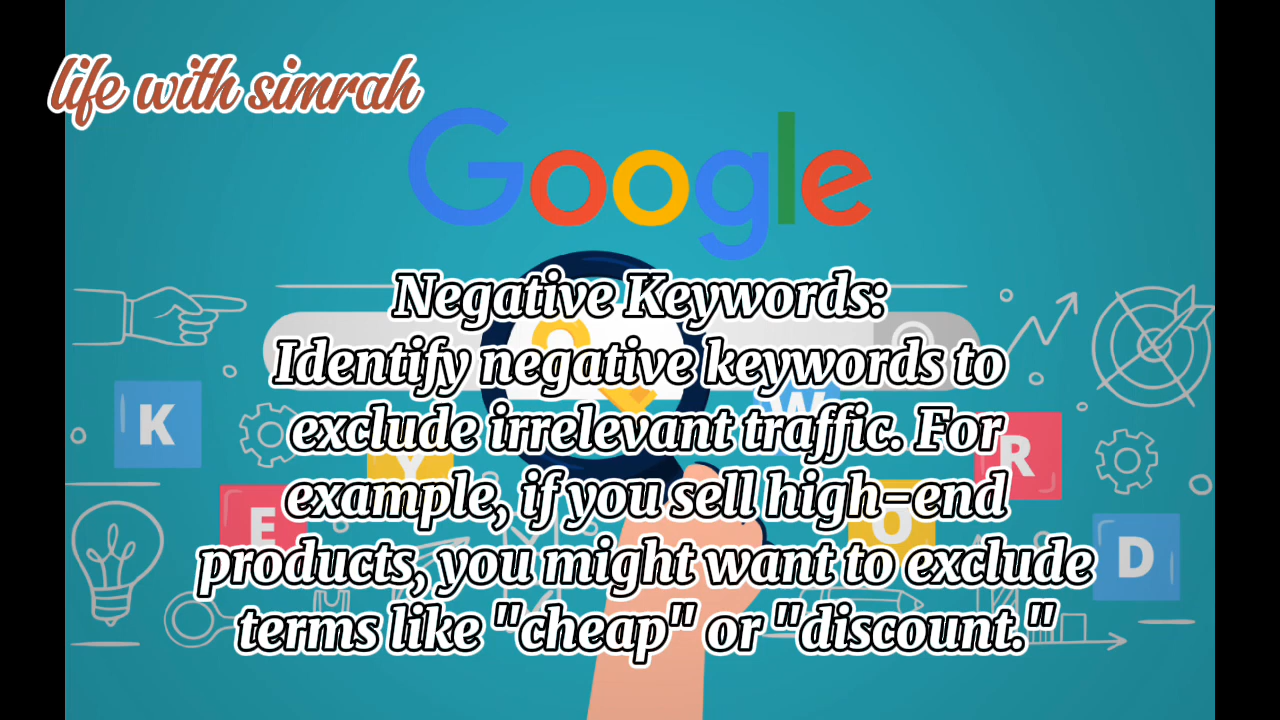 life with simrah
Google
Negative Keywords:
Identify negative keywords to
exclude irrelevant traffic. For
example, if you sell high-end
products, you might want to exclude
terms like "cheap" or "discount."
K
E
Y
W
O
R
D